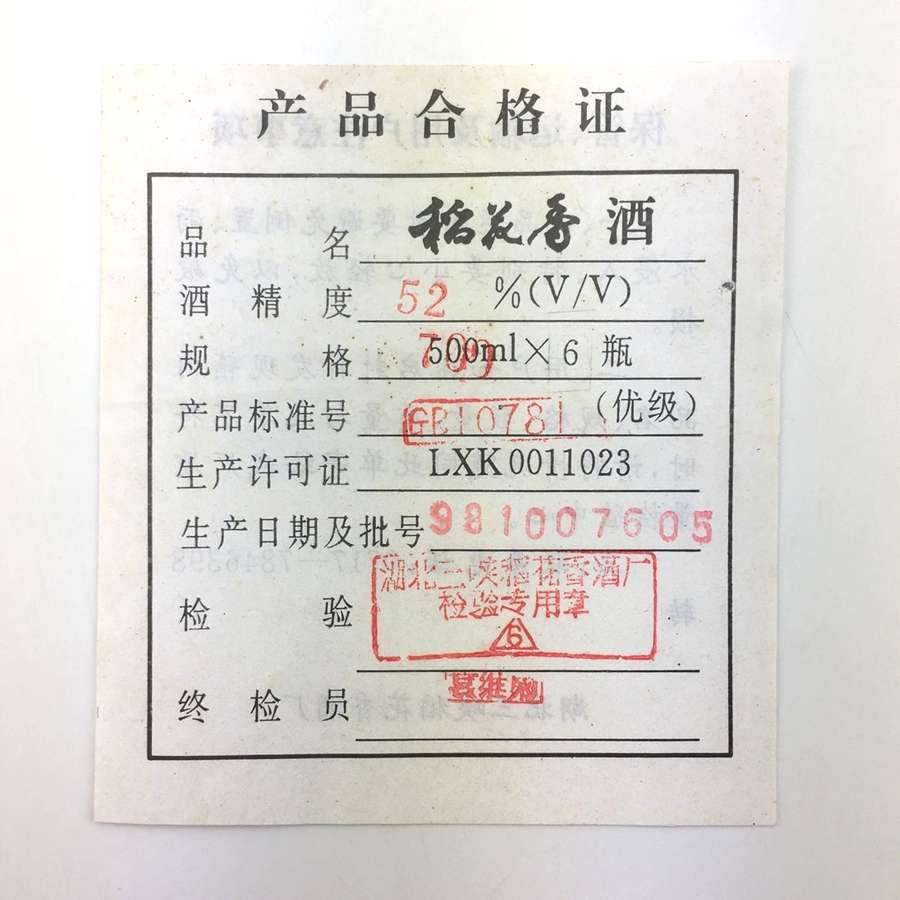 产品合格证
品名 稻花香 酒
酒精度 52 %(V/V)
规格 500ml×6瓶
产品标准号 GB10781 (优级)
生产许可证 LXK0011023
生产日期及批号 981007605
检验 湖北三峡稻花香酒厂
检验专用章
6
终检员